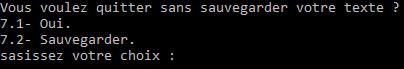 Vous voulez quitter sans sauvegarder votre texte ?
7.1- Oui.
7.2- Sauvegarder.
sasissez votre choix :